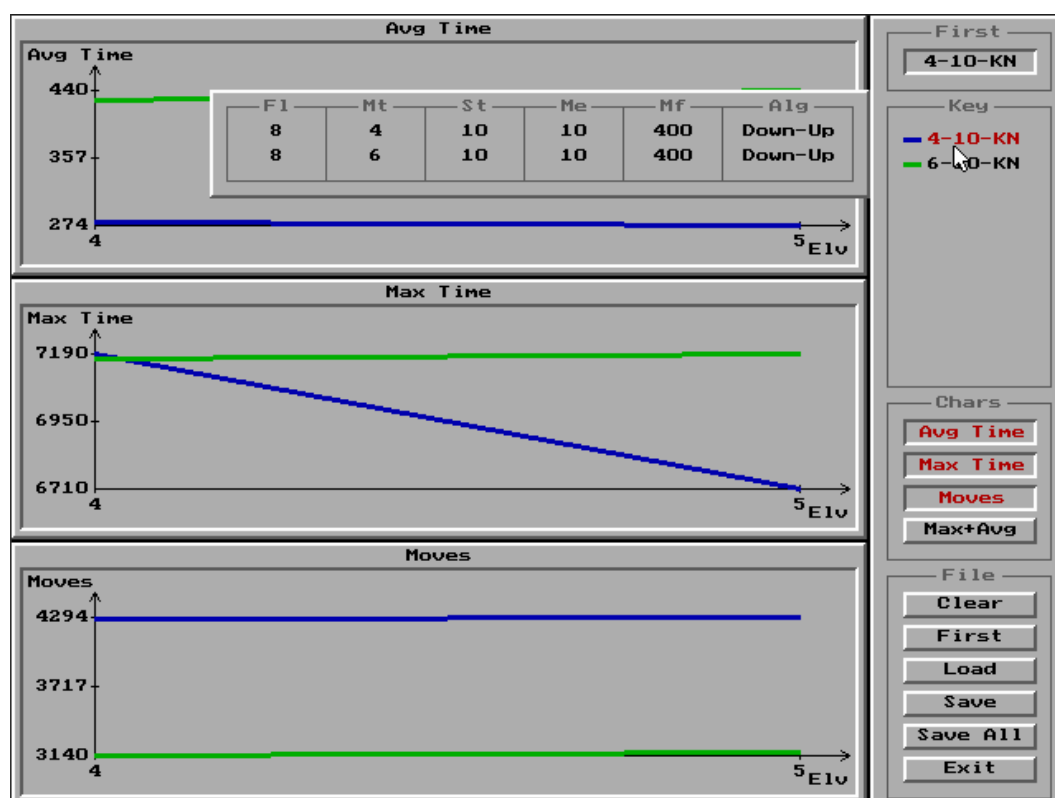 Avg Time
Avg Time
440
357
274
4
5
Elv
Fl Mt St Me Mf Alg
8 4 10 10 400 Down-Up
8 6 10 10 400 Down-Up
Max Time
Max Time
7190
6950
6710
4
5
Elv
Moves
Moves
4294
3717
3140
4
5
Elv
First
4-10-KN
Key
4-10-KN
Chars
Avg Time
Max Time
Moves
Max+Avg
File
Clear
First
Load
Save
Save All
Exit